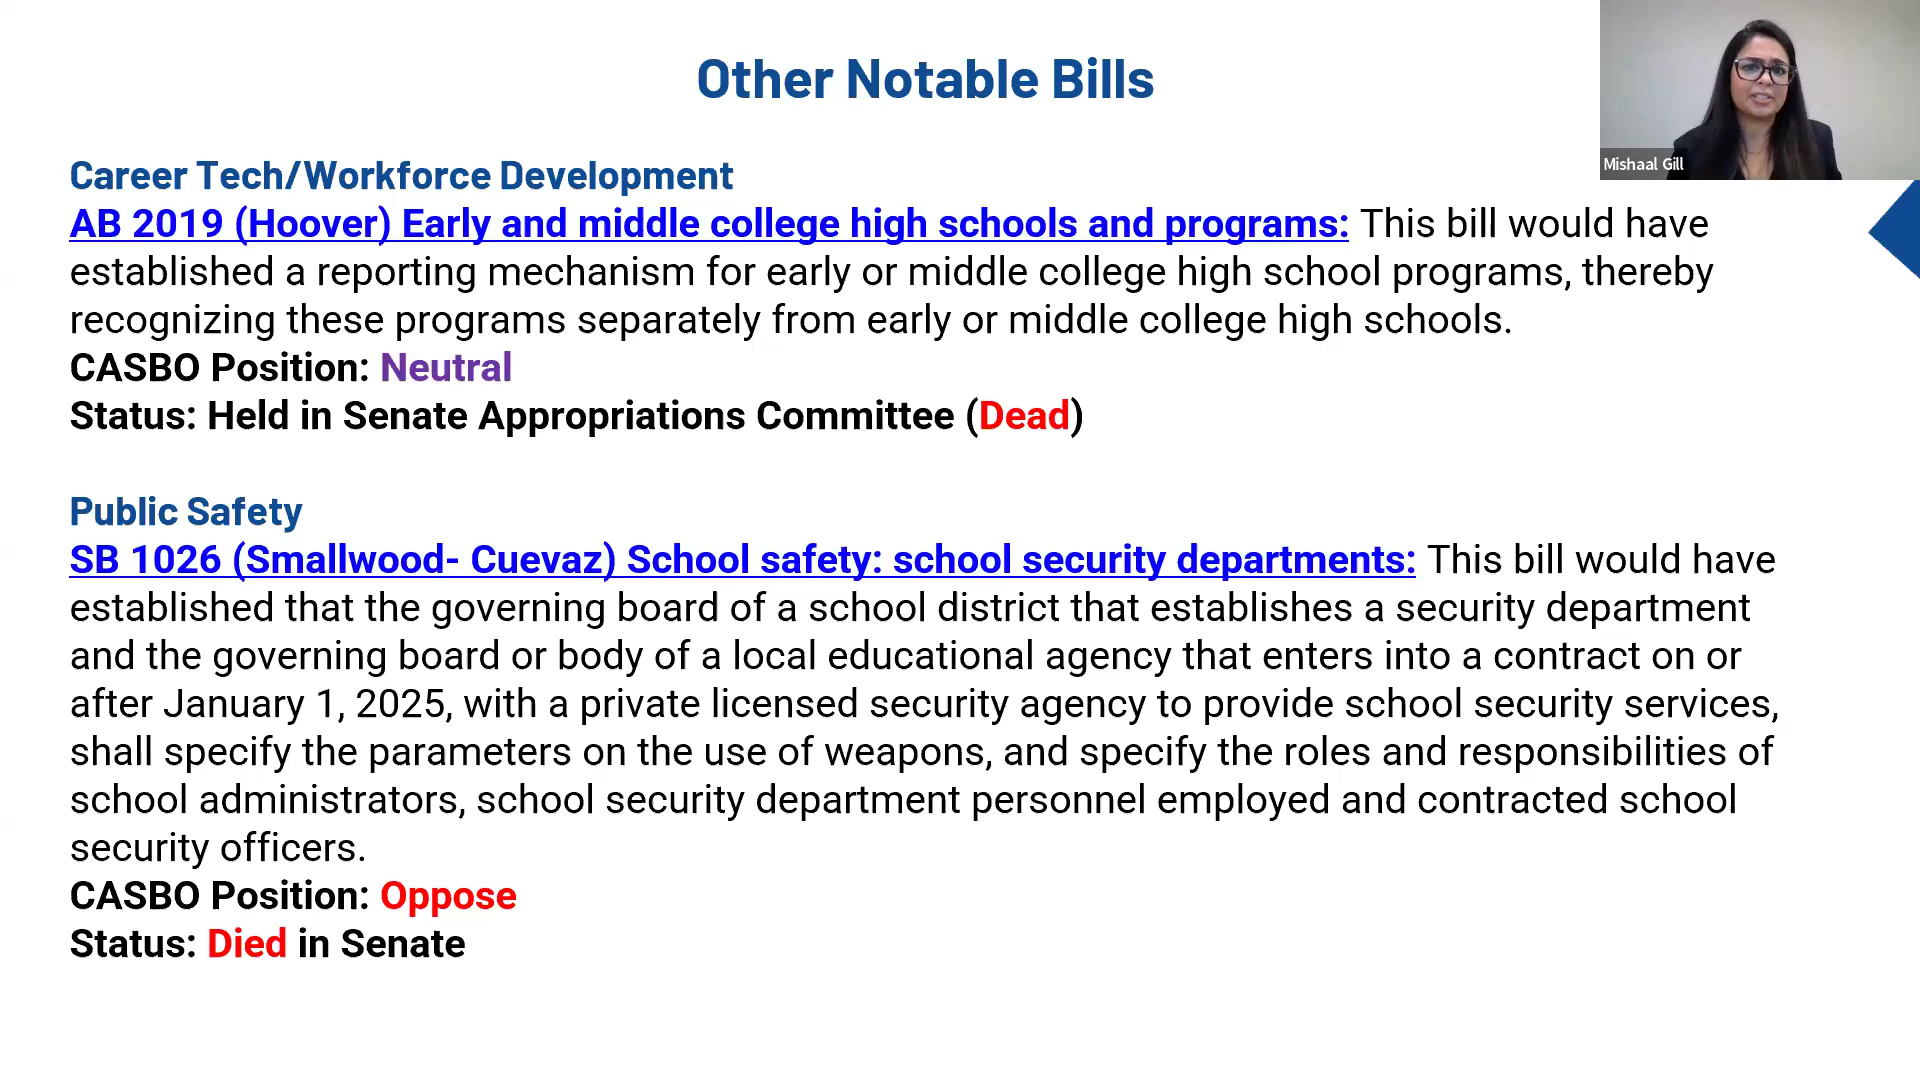 Other Notable Bills
Mishaal Gill
Career Tech/Workforce Development
AB 2019 (Hoover) Early and middle college high schools and programs: This bill would have
established a reporting mechanism for early or middle college high school programs, thereby
recognizing these programs separately from early or middle college high schools.
CASBO Position: Neutral
Status: Held in Senate Appropriations Committee (Dead)
Public Safety
SB 1026 (Smallwood- Cuevaz) School safety: school security departments: This bill would have
established that the governing board of a school district that establishes a security department
and the governing board or body of a local educational agency that enters into a contract on or
after January 1, 2025, with a private licensed security agency to provide school security services,
shall specify the parameters on the use of weapons, and specify the roles and responsibilities of
school administrators, school security department personnel employed and contracted school
security officers.
CASBO Position: Oppose
Status: Died in Senate